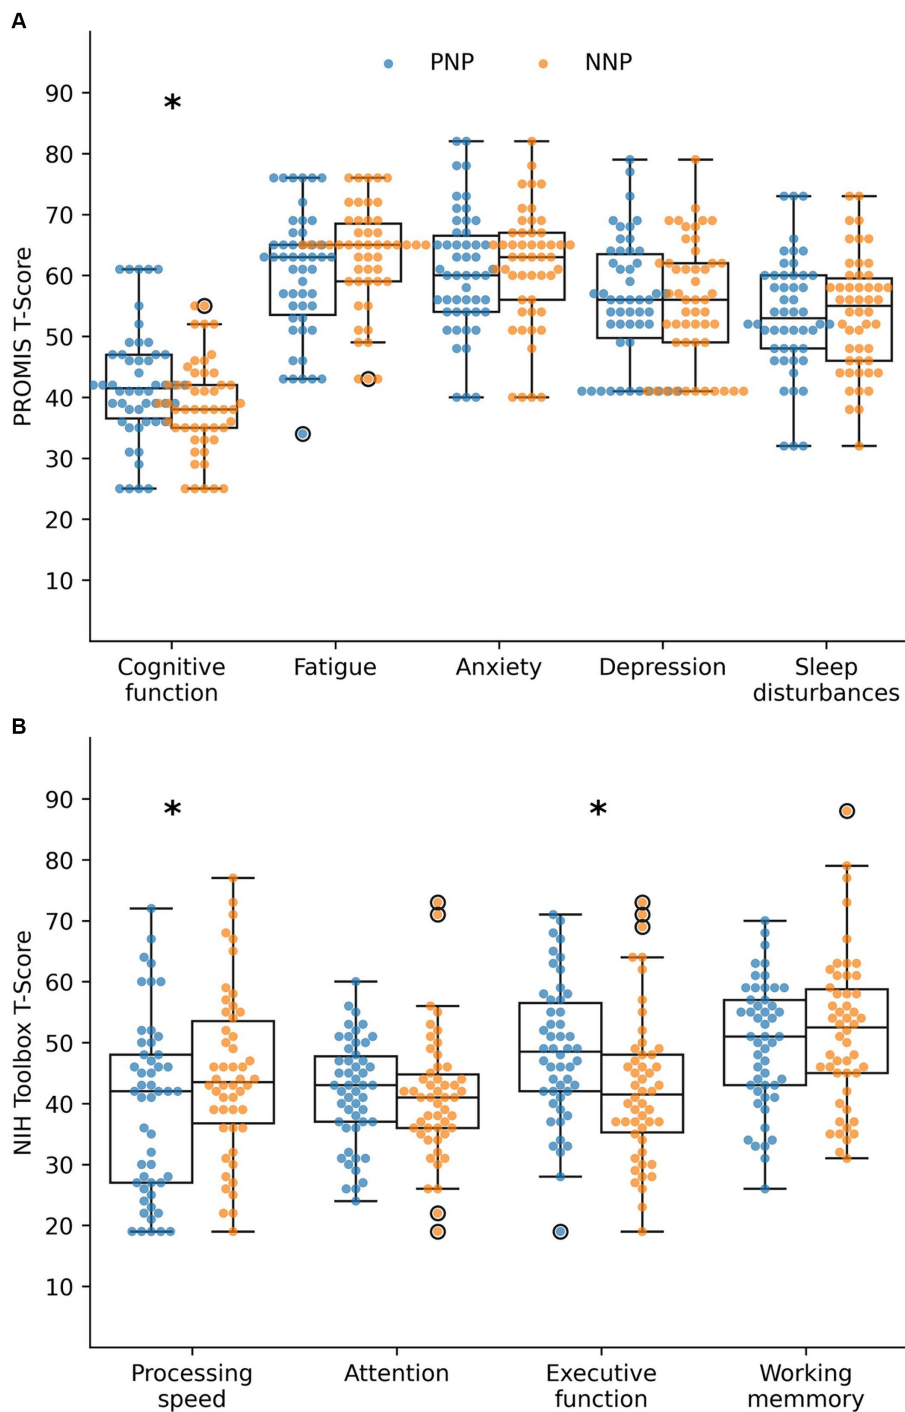 A
PNP NNP
*
90
80
70
60
50
40
30
20
10
PROMIS T-Score
Cognitive
function
Fatigue
Anxiety
Depression
Sleep
disturbances
B
* *
90
80
70
60
50
40
30
20
10
NIH Toolbox T-Score
Processing
speed
Attention
Executive
function
Working
memmory